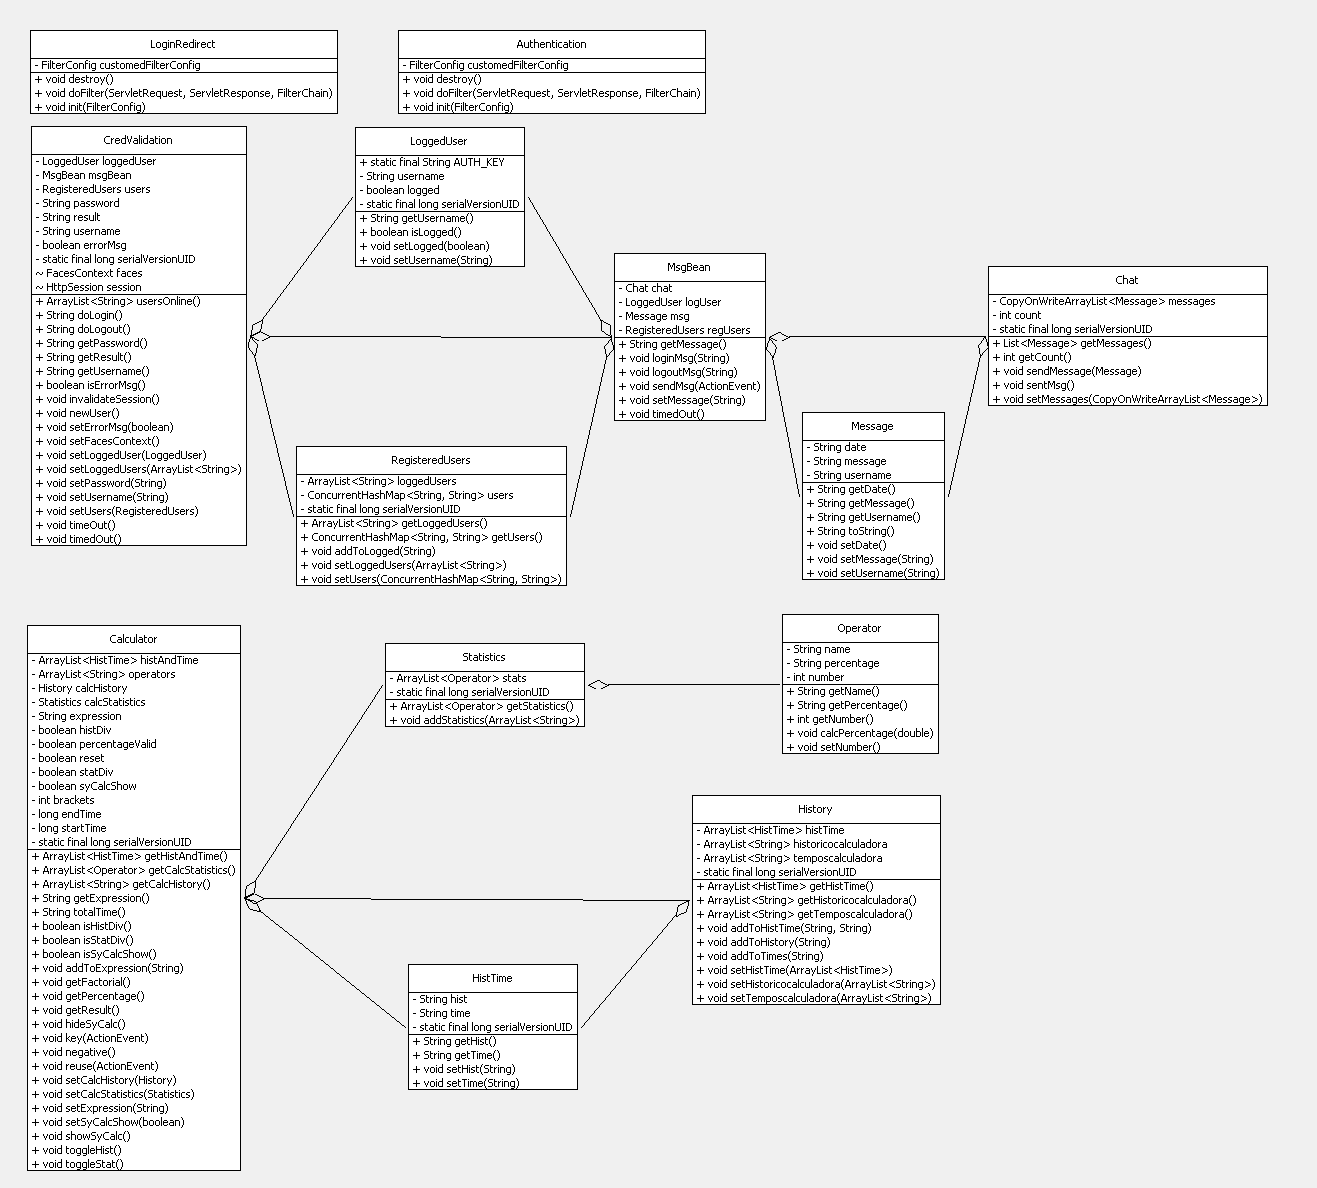 LoginRedirect
- FilterConfig customedFilterConfig
+ void destroy()
+ void doFilter(ServletRequest, ServletResponse, FilterChain)
+ void init(FilterConfig)
Authentication
- FilterConfig customedFilterConfig
+ void destroy()
+ void doFilter(ServletRequest, ServletResponse, FilterChain)
+ void init(FilterConfig)
CredValidation
- LoggedUser loggedUser
- MsgBean msgBean
- RegisteredUsers users
- String password
- String result
- String username
- boolean errorMsg
- static final long serialVersionUID
~ FacesContext faces
~ HttpSession session
+ ArrayList<String> usersOnline()
+ String doLogin()
+ String doLogout()
+ String getPassword()
+ String getResult()
+ String getUsername()
+ boolean isErrorMsg()
+ void invalidateSession()
+ void newUser()
+ void setErrorMsg(boolean)
+ void setFacesContext()
+ void setLoggedUser(LoggedUser)
+ void setLoggedUsers(ArrayList<String>)
+ void setPassword(String)
+ void setUsername(String)
+ void setUsers(RegisteredUsers)
+ void timeOut()
+ void timedOut()
LoggedUser
+ static final String AUTH_KEY
- String username
- boolean logged
- static final long serialVersionUID
+ String getUsername()
+ boolean isLogged()
+ void setLogged(boolean)
+ void setUsername(String)
MsgBean
- Chat chat
- LoggedUser logUser
- Message msg
- RegisteredUsers regUsers
+ String getMessage()
+ void loginMsg(String)
+ void logoutMsg(String)
+ void sendMsg(ActionEvent)
+ void setMessage(String)
+ void timedOut()
Chat
- CopyOnWriteArrayList<Message> messages
- int count
- static final long serialVersionUID
+ List<Message> getMessages()
+ int getCount()
+ void sendMessage(Message)
+ void sentMsg()
+ void setMessages(CopyOnWriteArrayList<Message>)
RegisteredUsers
- ArrayList<String> loggedUsers
- ConcurrentHashMap<String, String> users
- static final long serialVersionUID
+ ArrayList<String> getLoggedUsers()
+ ConcurrentHashMap<String, String> getUsers()
+ void addToLogged(String)
+ void setLoggedUsers(ArrayList<String>)
+ void setUsers(ConcurrentHashMap<String, String>)
Message
- String date
- String message
- String username
+ String getDate()
+ String getMessage()
+ String getUsername()
+ String toString()
+ void setDate()
+ void setMessage(String)
+ void setUsername(String)
Calculator
- ArrayList<HistTime> histAndTime
- ArrayList<String> operators
- History calcHistory
- Statistics calcStatistics
- String expression
- boolean histDiv
- boolean percentageValid
- boolean reset
- boolean statDiv
- boolean syCalcShow
- int brackets
- long endTime
- long startTime
- static final long serialVersionUID
+ ArrayList<HistTime> getHistAndTime()
+ ArrayList<Operator> getCalcStatistics()
+ ArrayList<String> getCalcHistory()
+ String getExpression()
+ String totalTime()
+ boolean isHistDiv()
+ boolean isStatDiv()
+ boolean isSyCalcShow()
+ void addToExpression(String)
+ void getFactorial()
+ void getPercentage()
+ void getResult()
+ void hideSyCalc()
+ void key(ActionEvent)
+ void negative()
+ void reuse(ActionEvent)
+ void setCalcHistory(History)
+ void setCalcStatistics(Statistics)
+ void setExpression(String)
+ void setSyCalcShow(boolean)
+ void showSyCalc()
+ void toggleHist()
+ void toggleStat()
Statistics
- ArrayList<Operator> stats
- static final long serialVersionUID
+ ArrayList<Operator> getStatistics()
+ void addStatistics(ArrayList<String>)
Operator
- String name
- String percentage
- int number
+ String getName()
+ String getPercentage()
+ int getNumber()
+ void calcPercentage(double)
+ void setNumber()
History
- ArrayList<HistTime> histTime
- ArrayList<String> historicocalculadora
- ArrayList<String> temposcalculadora
- static final long serialVersionUID
+ ArrayList<HistTime> getHistTime()
+ ArrayList<String> getHistoricocalculadora()
+ ArrayList<String> getTemposcalculadora()
+ void addToHistTime(String, String)
+ void addToHistory(String)
+ void addToTimes(String)
+ void setHistTime(ArrayList<HistTime>)
+ void setHistoricocalculadora(ArrayList<String>)
+ void setTemposcalculadora(ArrayList<String>)
HistTime
- String hist
- String time
- static final long serialVersionUID
+ String getHist()
+ String getTime()
+ void setHist(String)
+ void setTime(String)